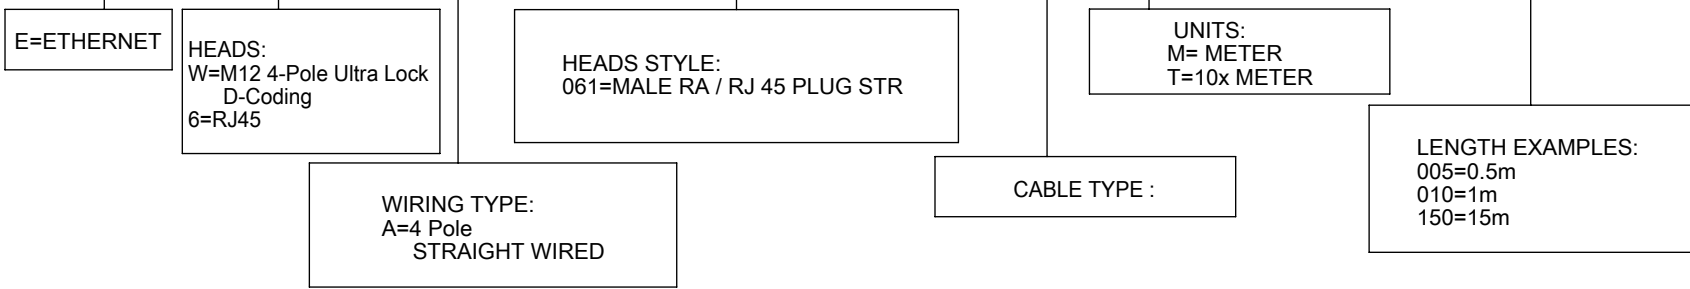 E=ETHERNET
HEADS:
W=M12 4-Pole Ultra Lock
D-Coding
6=RJ45
WIRING TYPE:
A=4 Pole
STRAIGHT WIRED
HEADS STYLE:
061=MALE RA / RJ 45 PLUG STR
CABLE TYPE :
UNITS:
M= METER
T=10x METER
LENGTH EXAMPLES:
005=0.5m
010=1m
150=15m